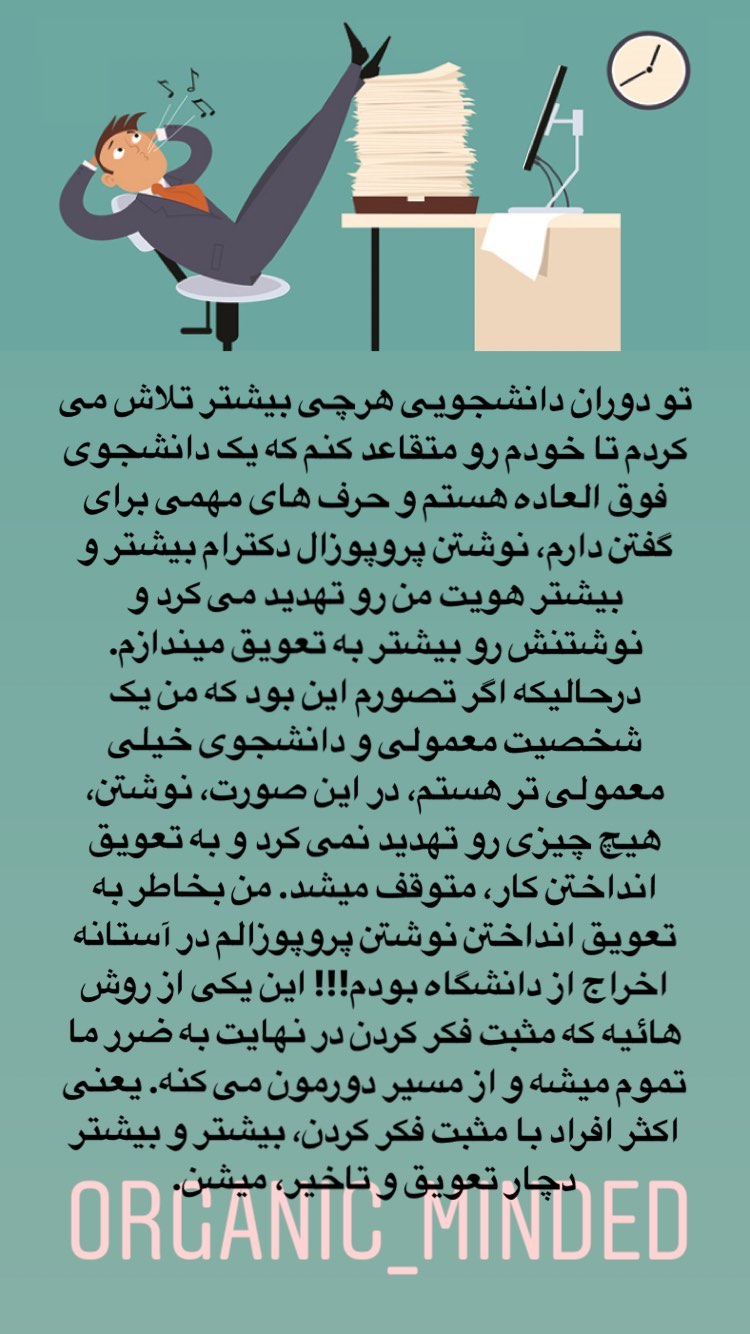 تو دوران دانشجویی هرچی بیشتر تلاش می
کردم تا خودم رو متقاعد کنم که یک دانشجوی
فوق العاده هستم و حرف های مهمی برای
گفتن دارم، نوشتن پروپوزال دکترام بیشتر و
بیشتر هویت من رو تهدید می کرد و
نوشتنش رو بیشتر به تعویق مینداز‌م.
درحالیکه اگر تصورم این بود که من یک
شخصیت معمولی و دانشجوی خیلی
معمولی تر هستم، در این صورت، نوشتن،
هیچ چیزی رو تهدید نمی کرد و به تعویق
انداختن کار، متوقف میشد. من بخاطر به
تعویق انداختن نوشتن پروپوزالم در آستانه
اخراج از دانشگاه بودم!!! این یکی از روش
هائیه که مثبت فکر کردن در نهایت به ضرر ما
تموم میشه و از مسیر دورمون می کنه. یعنی
اکثر افراد با مثبت فکر کردن، بیشتر و بیشتر
دچار تعویق و تاخیر، میشن.
ORGANIC_MINDED